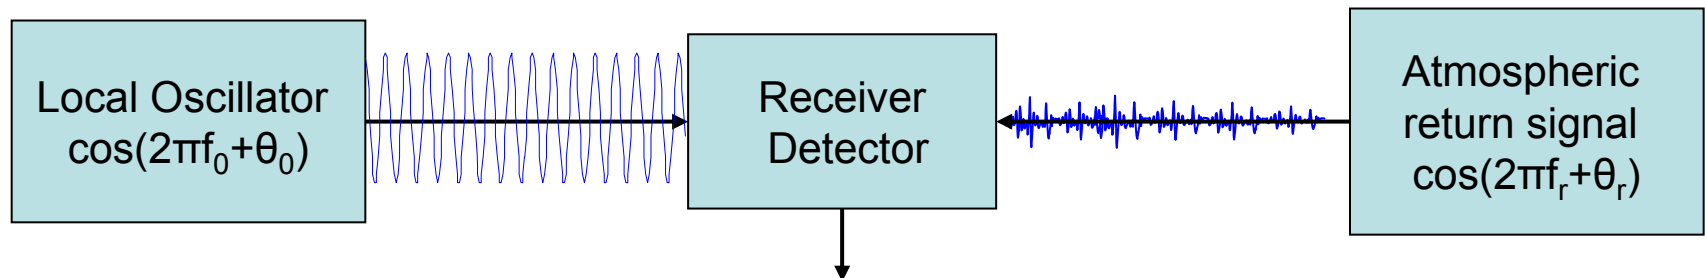 Local Oscillator
cos(2πf₀+θ₀)
Receiver
Detector
Atmospheric
return signal
cos(2πfᵣ+θᵣ)